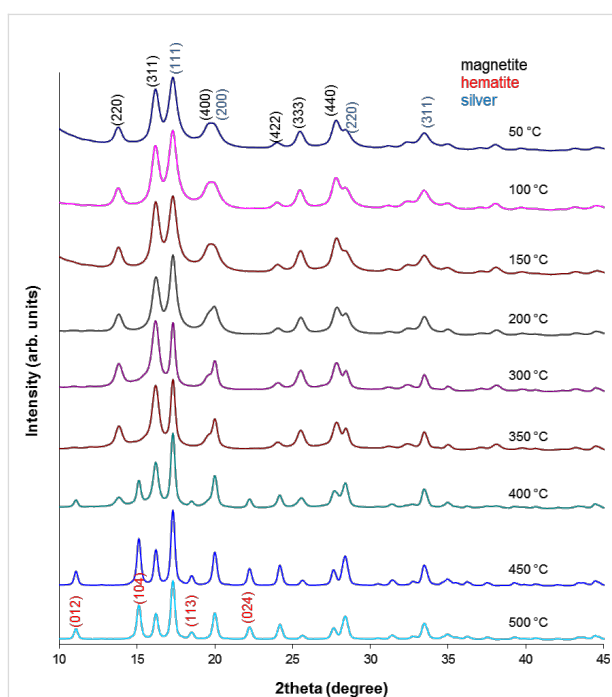 magnetite
hematite
silver
(220)
(311)
(111)
(400)
(200)
(422)
(333)
(440)
(220)
(311)
50 °C
100 °C
150 °C
200 °C
300 °C
350 °C
400 °C
450 °C
500 °C
(012)
(104)
(113)
(024)
Intensity (arb. units)
10 15 20 25 30 35 40 45
2theta (degree)